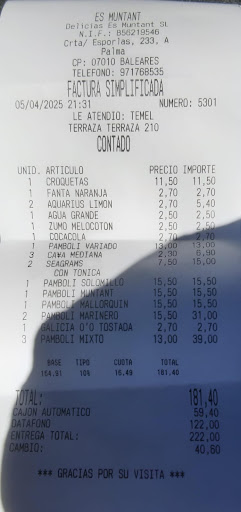 ES MUNTANT
Delicias Es Muntant SL
N.I.F.: B56219546
Crta/ Esporlas, 233, A
Palma
CP: 07010 BALEARES
TELEFONO: 971768535
FACTURA SIMPLIFICADA
05/04/2025 21:31 NUMERO: 5301
LE ATENDIO: TEMEL
TERRAZA TERRAZA 210
CONTADO
UNID. ARTICULO PRECIO IMPORTE
1 CROQUETAS 11,50 11,50
1 FANTA NARANJA 2,70 2,70
2 AQUARIUS LIMON 2,70 5,40
1 AGUA GRANDE 2,50 2,50
1 ZUMO MELOCOTON 2,50 2,50
1 COCACOLA 2,70 2,70
1 PAMBOLI VARIADO 13,00 13,00
3 CAÑA MEDIANA 2,30 6,90
2 SEAGRAMS 7,50 15,00
CON TONICA
1 PAMBOLI SOLOMILLO 15,50 15,50
1 PAMBOLI MUNTANT 15,50 15,50
1 PAMBOLI MALLORQUIN 15,50 15,50
2 PAMBOLI MARINERO 15,50 31,00
1 GALICIA 0'0 TOSTADA 2,70 2,70
3 PAMBOLI MIXTO 13,00 39,00
BASE TIPO CUOTA TOTAL
164,91 10% 16,49 181,40
TOTAL: 181,40
CAJON AUTOMATICO 59,40
DATAFONO 122,00
ENTREGA TOTAL: 222,00
CAMBIO: 40,60
*** GRACIAS POR SU VISITA ***